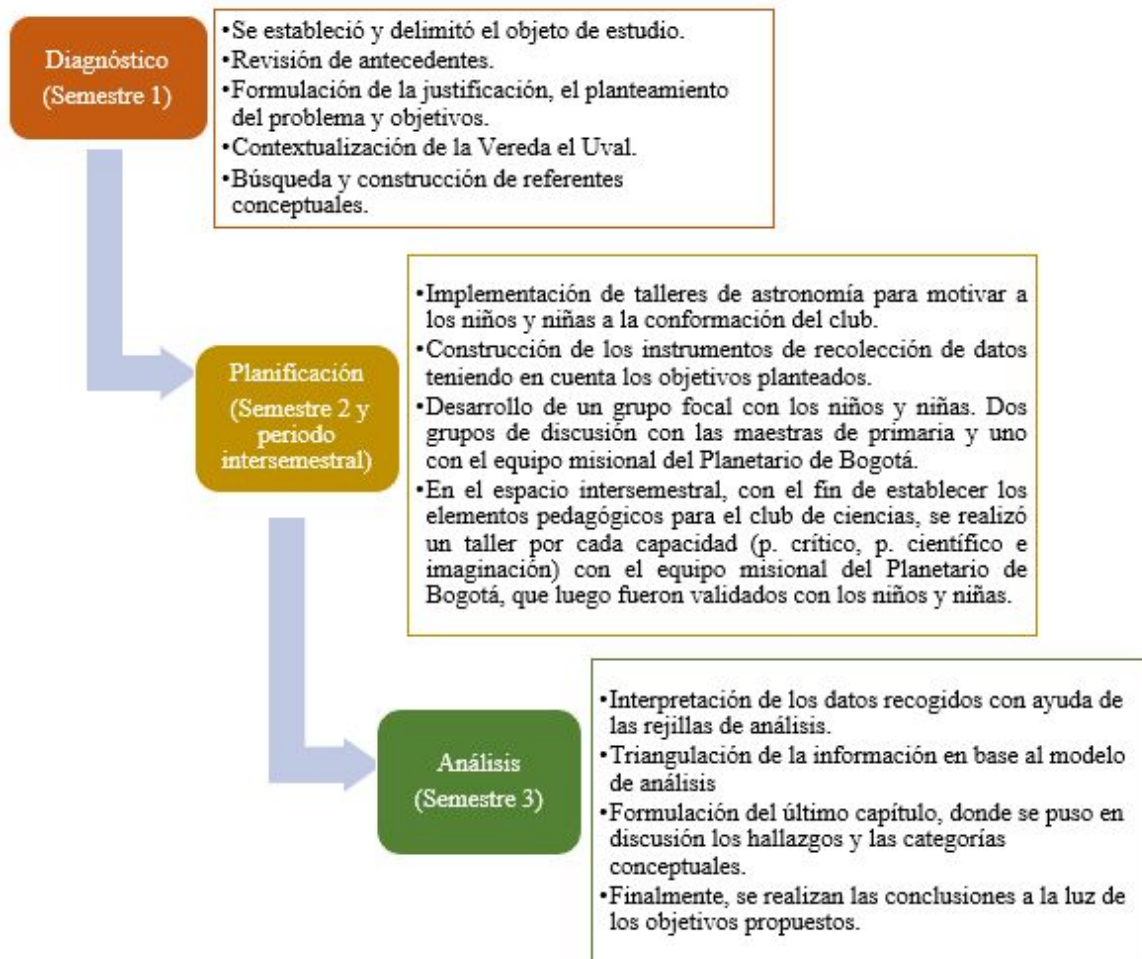 Diagnóstico
(Semestre 1)
•Se estableció y delimitó el objeto de estudio.
•Revisión de antecedentes.
•Formulación de la justificación, el planteamiento
del problema y objetivos.
•Contextualización de la Vereda el Uval.
•Búsqueda y construcción de referentes
conceptuales.
Planificación
(Semestre 2 y
periodo
intersemestral)
•Implementación de talleres de astronomía para motivar a
los niños y niñas a la conformación del club.
•Construcción de los instrumentos de recolección de datos
teniendo en cuenta los objetivos planteados.
•Desarrollo de un grupo focal con los niños y niñas. Dos
grupos de discusión con las maestras de primaria y uno
con el equipo misional del Planetario de Bogotá.
•En el espacio intersemestral, con el fin de establecer los
elementos pedagógicos para el club de ciencias, se realizó
un taller por cada capacidad (p. crítico, p. científico e
imaginación) con el equipo misional del Planetario de
Bogotá, que luego fueron validados con los niños y niñas.
Análisis
(Semestre 3)
•Interpretación de los datos recogidos con ayuda de
las rejillas de análisis.
•Triangulación de la información en base al modelo
de análisis
•Formulación del último capítulo, donde se puso en
discusión los hallazgos y las categorías
conceptuales.
•Finalmente, se realizan las conclusiones a la luz de
los objetivos propuestos.